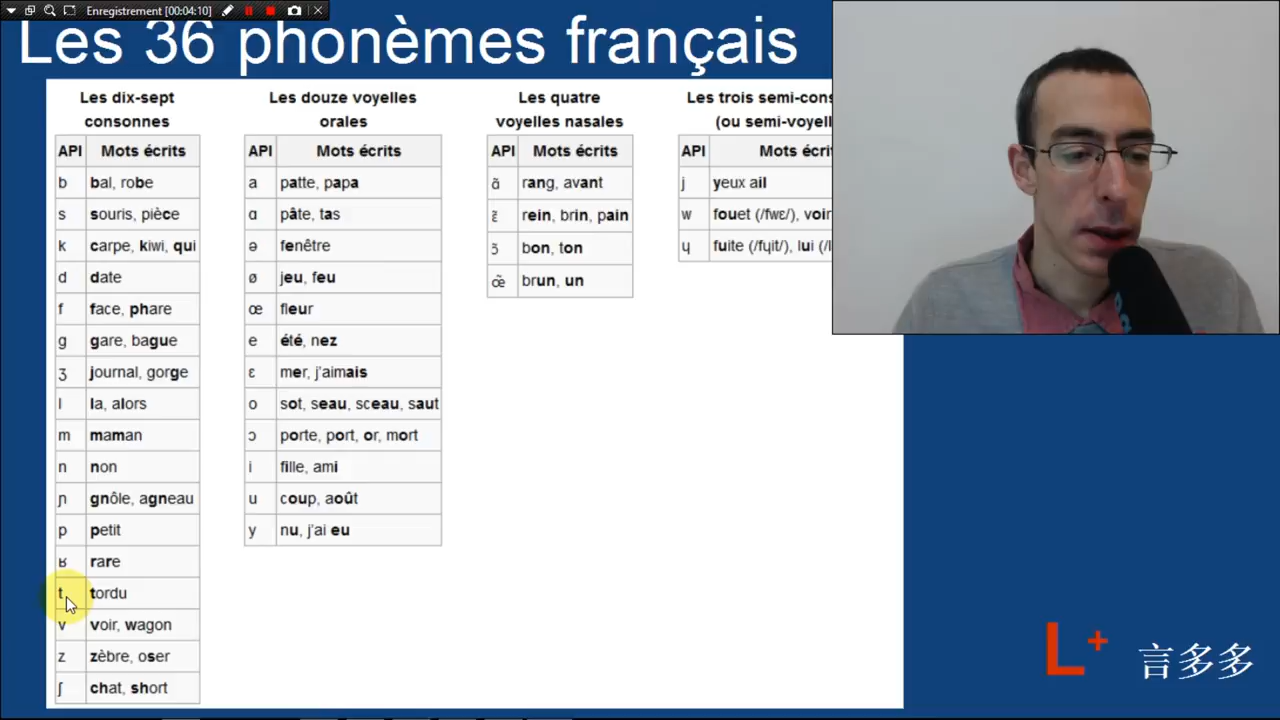 Enregistrement [00:04:10]
Les 36 phonèmes français
Les dix-sept
consonnes
API Mots écrits
b bal, robe
s souris, pièce
k carpe, kiwi, qui
d date
f face, phare
g gare, bague
ʒ journal, gorge
l la, alors
m maman
n non
ɲ gnôle, agneau
p petit
ʁ rare
t tordu
v voir, wagon
z zèbre, oser
ʃ chat, short
Les douze voyelles
orales
API Mots écrits
a patte, papa
ɑ pâte, tas
ə fenêtre
ø jeu, feu
œ fleur
e été, nez
ɛ mer, j'aimais
o sot, seau, sceau, saut
ɔ porte, port, or, mort
i fille, ami
u coup, août
y nu, j'ai eu
Les quatre
voyelles nasales
API Mots écrits
ɑ̃ rang, avant
ɛ̃ rein, brin, pain
ɔ̃ bon, ton
œ̃ brun, un
Les trois semi-cons
(ou semi-voyell
API Mots écri
j yeux ail
w fouet (/fwɛ/), voir
ɥ fuite (/fɥit/), lui (/l
L+ 言多多